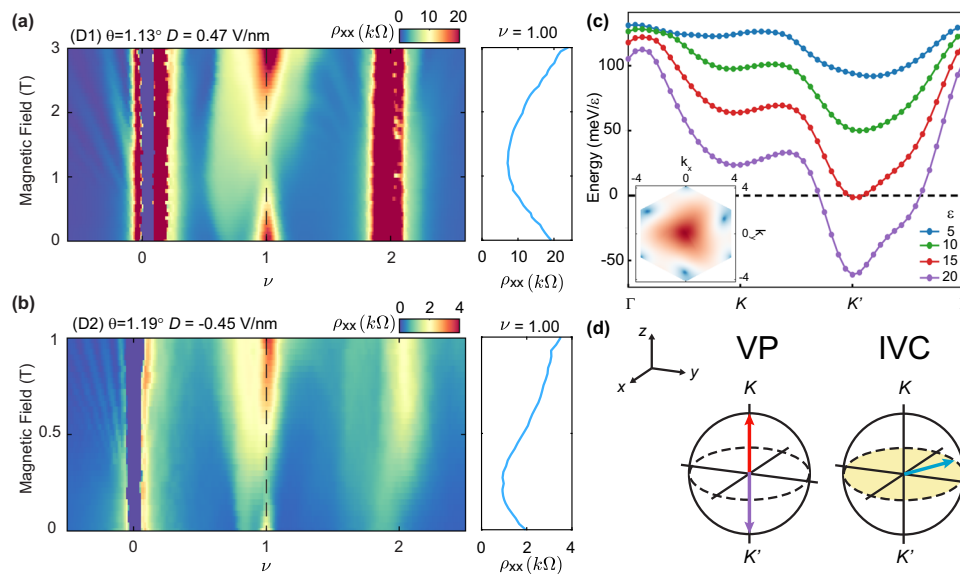 (a)
(D1) θ=1.13° D = 0.47 V/nm
ρxx (kΩ)
0 10 20
ν = 1.00
Magnetic Field (T)
3
2
1
0
0 1 2
ν
0 10 20
ρxx (kΩ)
(b)
(D2) θ=1.19° D = -0.45 V/nm
ρxx (kΩ)
0 2 4
ν = 1.00
Magnetic Field (T)
1
0.5
0
0 1 2
ν
0 2 4
ρxx (kΩ)
(c)
Energy (meV/ε)
100
50
0
-50
Γ K K'
kx
-4 0 4
4
0
ky
-4
ε
5
10
15
20
(d)
z
x
y
VP
K
K'
IVC
K
K'